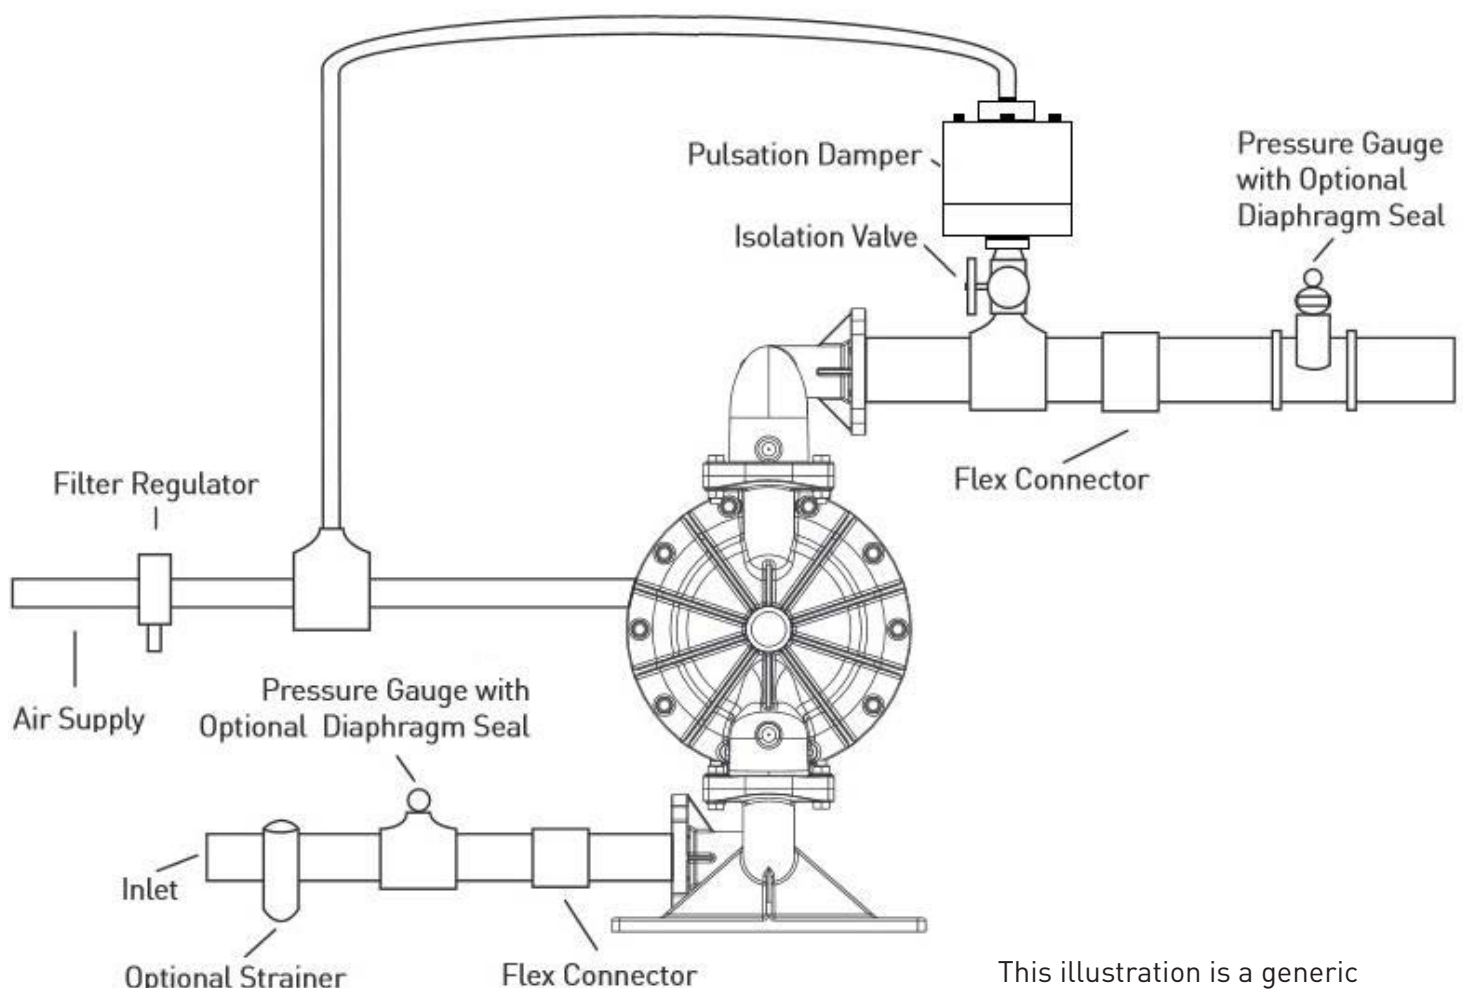 Pulsation Damper
Pressure Gauge
with Optional
Diaphragm Seal
Isolation Valve
Filter Regulator
Flex Connector
Air Supply
Pressure Gauge with
Optional Diaphragm Seal
Inlet
Optional Strainer
Flex Connector
This illustration is a generic